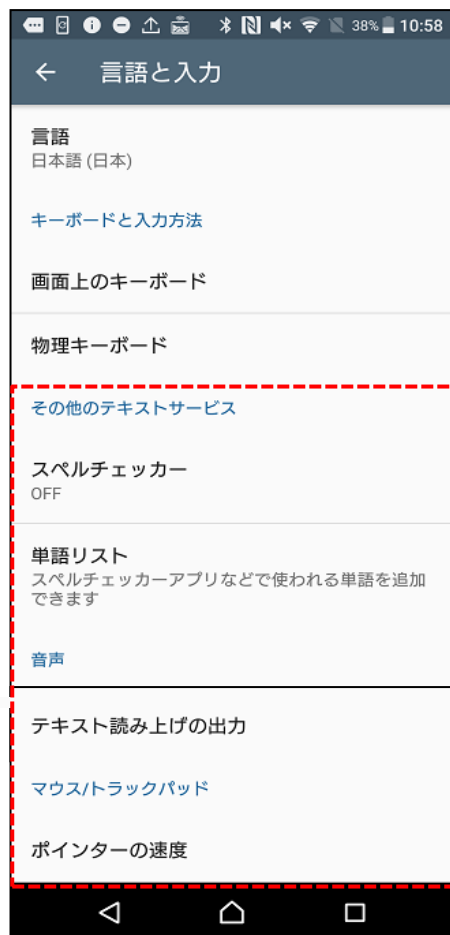 38% 10:58
言語と入力
言語
日本語 (日本)
キーボードと入力方法
画面上のキーボード
物理キーボード
その他のテキストサービス
スペルチェッカー
OFF
単語リスト
スペルチェッカーアプリなどで使われる単語を追加
できます
音声
テキスト読み上げの出力
マウス/トラックパッド
ポインターの速度